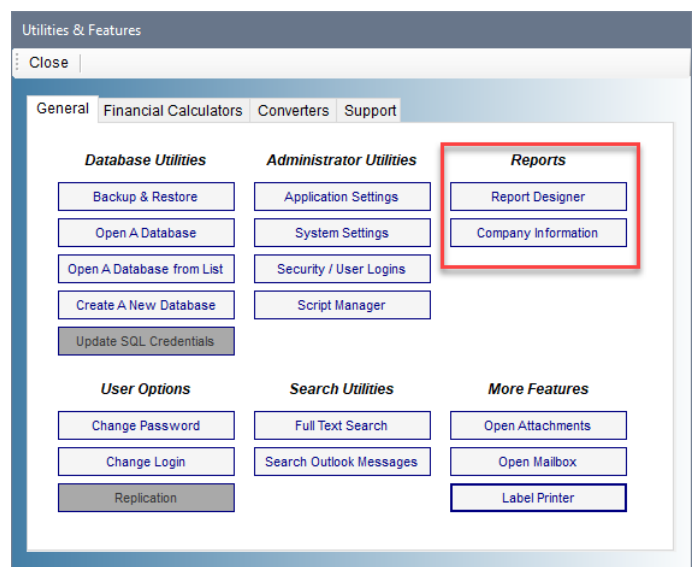 Utilities & Features
Close
General Financial Calculators Converters Support
Database Utilities Administrator Utilities Reports
Backup & Restore Application Settings Report Designer
Open A Database System Settings Company Information
Open A Database from List Security / User Logins
Create A New Database Script Manager
Update SQL Credentials
User Options Search Utilities More Features
Change Password Full Text Search Open Attachments
Change Login Search Outlook Messages Open Mailbox
Replication Label Printer